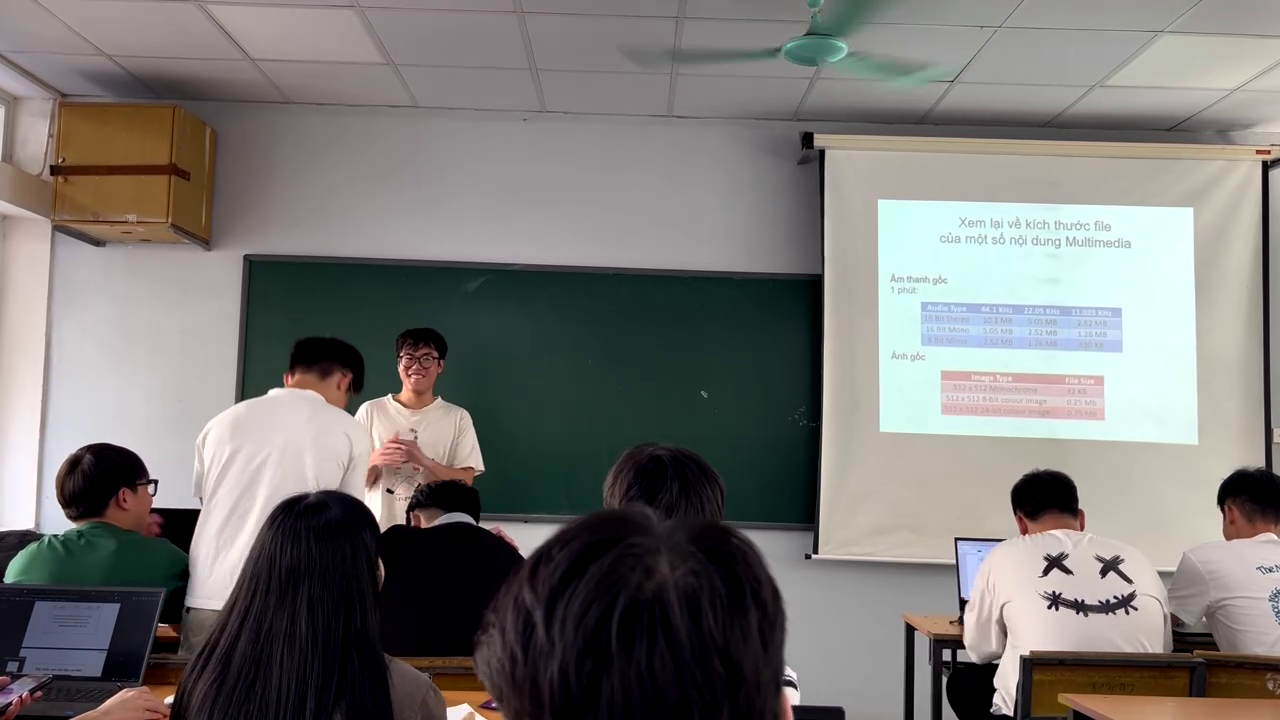 Xem lại về kích thước file
của một số nội dung Multimedia
Âm thanh gốc
1 phút:
Audio Type 44.1 KHz 22.05 KHz 11.025 KHz
16 Bit Stereo 10.1 MB 5.05 MB 2.52 MB
16 Bit Mono 5.05 MB 2.52 MB 1.26 MB
8 Bit Mono 2.52 MB 1.26 MB 630 KB
Ảnh gốc
Image Type File Size
512 x 512 Monochrome 32 KB
512 x 512 8-bit colour image 0.25 Mb
512 x 512 24-bit colour image 0.75 Mb